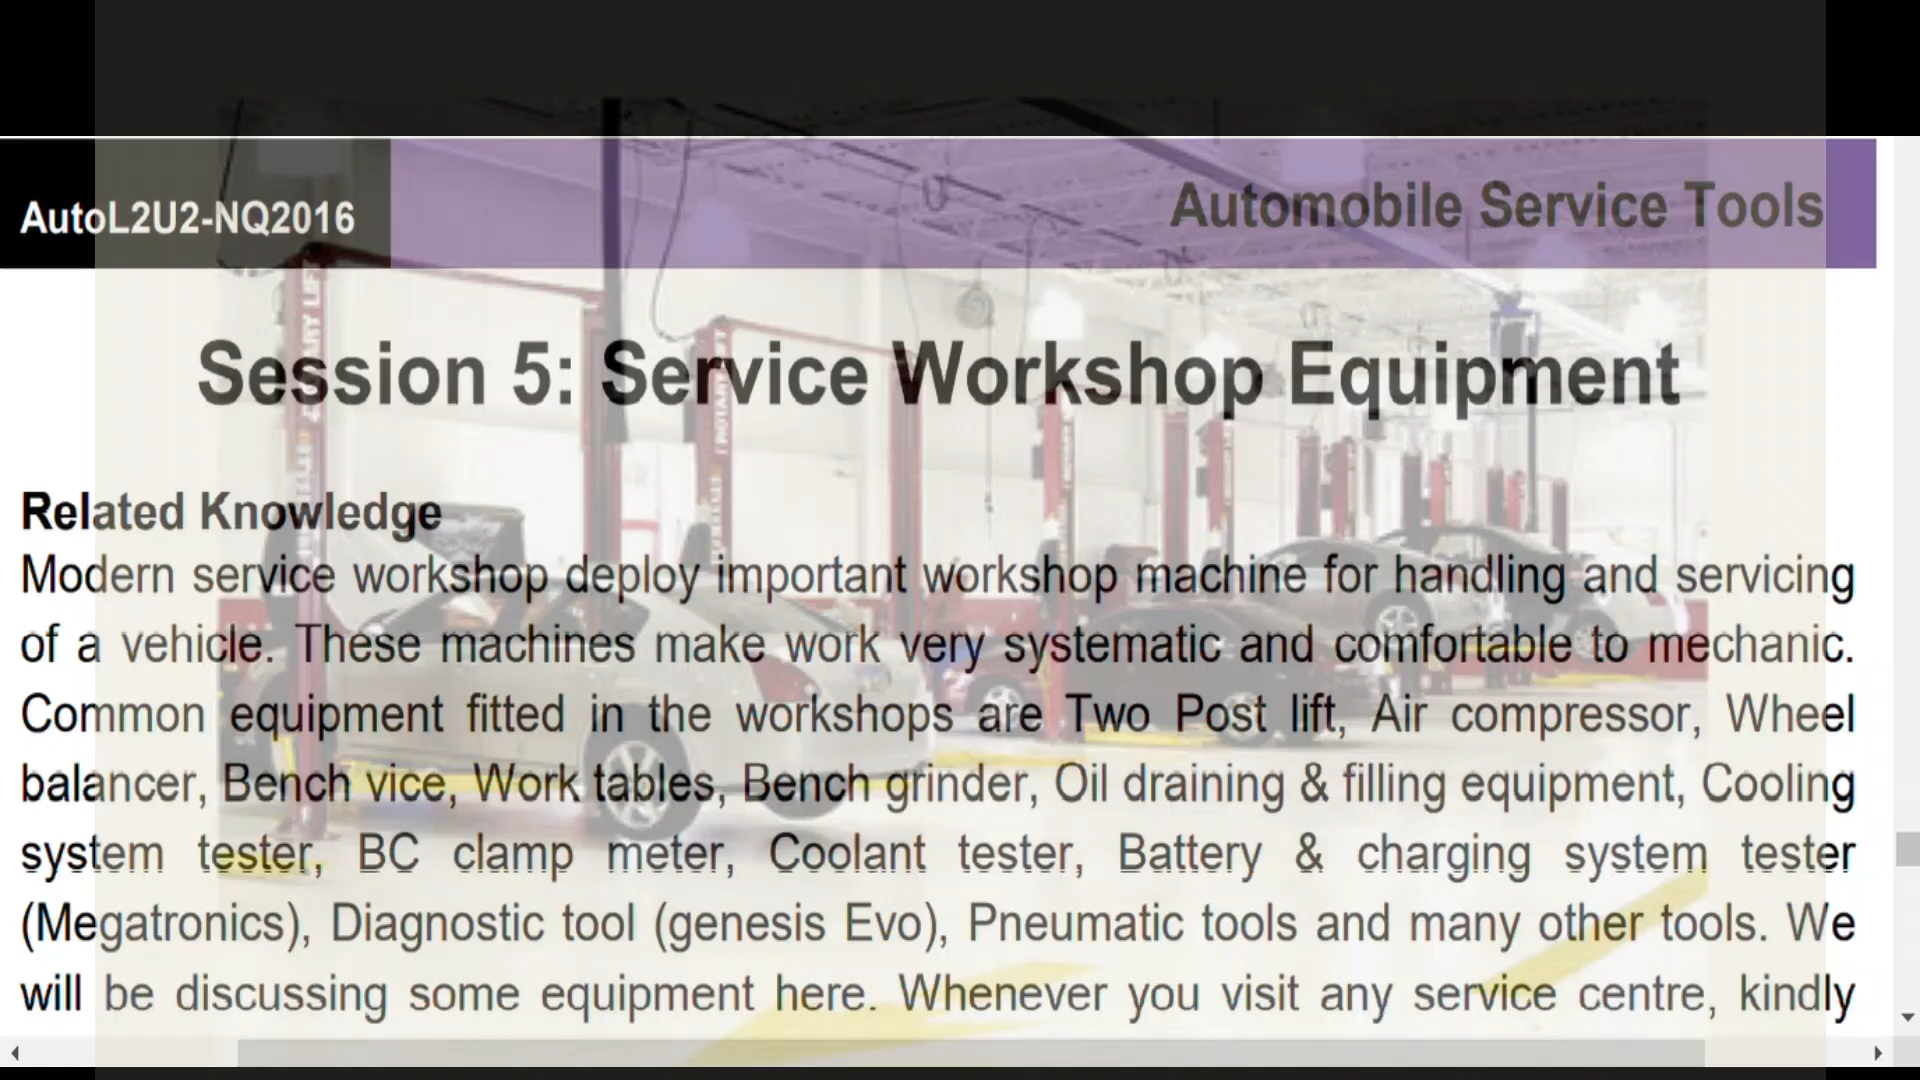 AutoL2U2-NQ2016
Automobile Service Tools
Session 5: Service Workshop Equipment
Related Knowledge
Modern service workshop deploy important workshop machine for handling and servicing
of a vehicle. These machines make work very systematic and comfortable to mechanic.
Common equipment fitted in the workshops are Two Post lift, Air compressor, Wheel
balancer, Bench vice, Work tables, Bench grinder, Oil draining & filling equipment, Cooling
system tester, BC clamp meter, Coolant tester, Battery & charging system tester
(Megatronics), Diagnostic tool (genesis Evo), Pneumatic tools and many other tools. We
will be discussing some equipment here. Whenever you visit any service centre, kindly